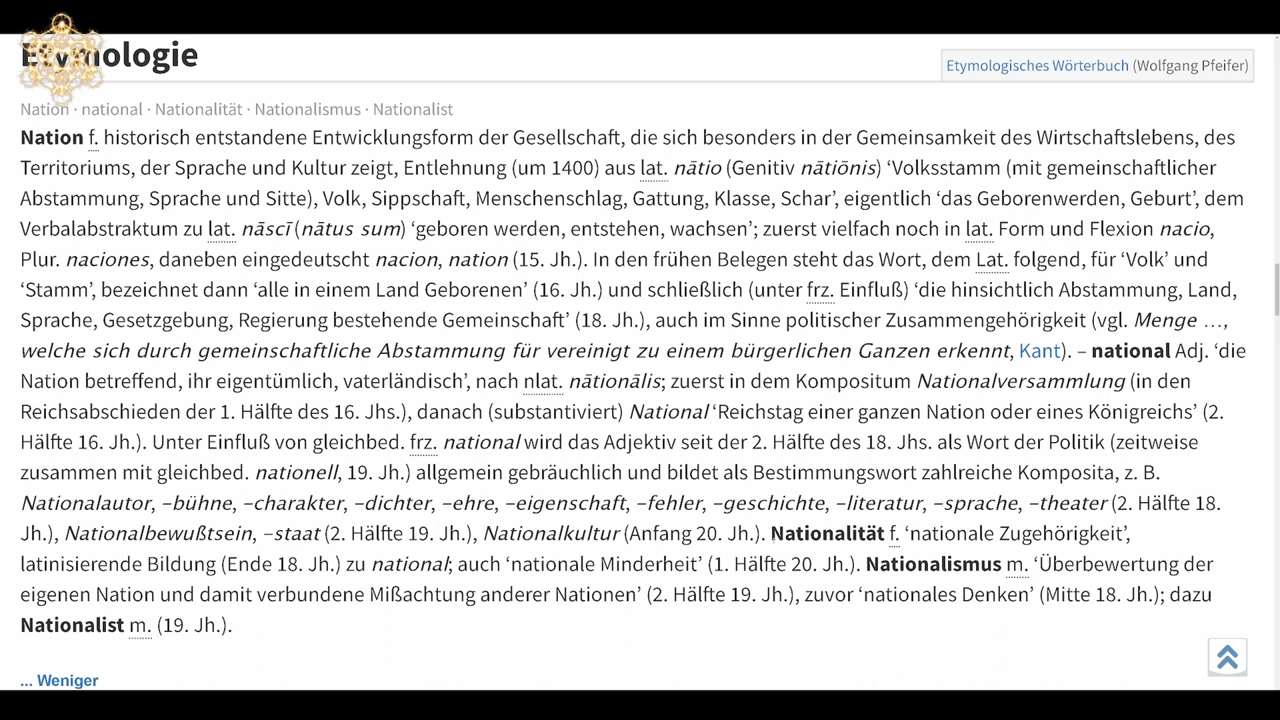 Etymologie
Etymologisches Wörterbuch (Wolfgang Pfeifer)
Nation · national · Nationalität · Nationalismus · Nationalist
Nation f. historisch entstandene Entwicklungsform der Gesellschaft, die sich besonders in der Gemeinsamkeit des Wirtschaftslebens, des
Territoriums, der Sprache und Kultur zeigt, Entlehnung (um 1400) aus lat. nātio (Genitiv nātiōnis) ‘Volksstamm (mit gemeinschaftlicher
Abstammung, Sprache und Sitte), Volk, Sippschaft, Menschenschlag, Gattung, Klasse, Schar’, eigentlich ‘das Geborenwerden, Geburt’, dem
Verbalabstraktum zu lat. nāscī (nātus sum) ‘geboren werden, entstehen, wachsen’; zuerst vielfach noch in lat. Form und Flexion nacio,
Plur. naciones, daneben eingedeutscht nacion, nation (15. Jh.). In den frühen Belegen steht das Wort, dem Lat. folgend, für ‘Volk’ und
‘Stamm’, bezeichnet dann ‘alle in einem Land Geborenen’ (16. Jh.) und schließlich (unter frz. Einfluß) ‘die hinsichtlich Abstammung, Land,
Sprache, Gesetzgebung, Regierung bestehende Gemeinschaft’ (18. Jh.), auch im Sinne politischer Zusammengehörigkeit (vgl. Menge …,
welche sich durch gemeinschaftliche Abstammung für vereinigt zu einem bürgerlichen Ganzen erkennt, Kant). – national Adj. ‘die
Nation betreffend, ihr eigentümlich, vaterländisch’, nach nlat. nātiōnālis; zuerst in dem Kompositum Nationalversammlung (in den
Reichsabschieden der 1. Hälfte des 16. Jhs.), danach (substantiviert) National ‘Reichstag einer ganzen Nation oder eines Königreichs’ (2.
Hälfte 16. Jh.). Unter Einfluß von gleichbed. frz. national wird das Adjektiv seit der 2. Hälfte des 18. Jhs. als Wort der Politik (zeitweise
zusammen mit gleichbed. nationell, 19. Jh.) allgemein gebräuchlich und bildet als Bestimmungswort zahlreiche Komposita, z. B.
Nationalautor, -bühne, -charakter, -dichter, -ehre, -eigenschaft, -fehler, -geschichte, -literatur, -sprache, -theater (2. Hälfte 18.
Jh.), Nationalbewußtsein, -staat (2. Hälfte 19. Jh.), Nationalkultur (Anfang 20. Jh.). Nationalität f. ‘nationale Zugehörigkeit’,
latinisierende Bildung (Ende 18. Jh.) zu national; auch ‘nationale Minderheit’ (1. Hälfte 20. Jh.). Nationalismus m. ‘Überbewertung der
eigenen Nation und damit verbundene Mißachtung anderer Nationen’ (2. Hälfte 19. Jh.), zuvor ‘nationales Denken’ (Mitte 18. Jh.); dazu
Nationalist m. (19. Jh.).
... Weniger